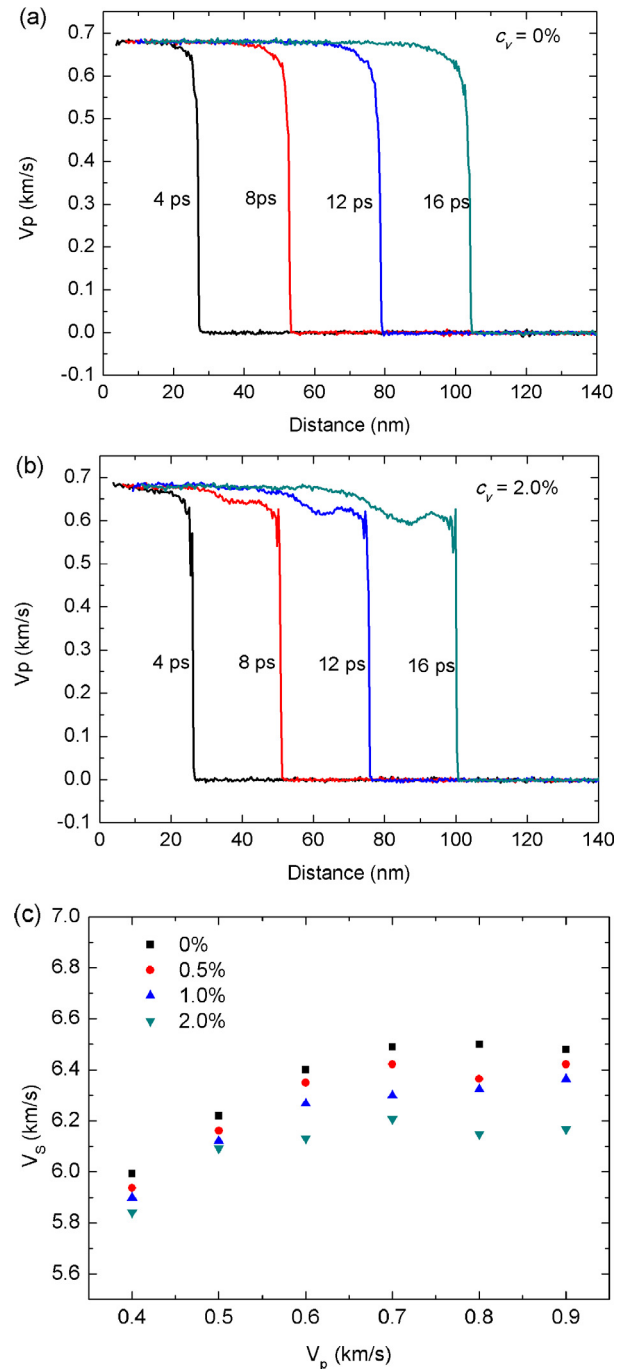 (a)
c_v = 0%
0.7
0.6
0.5
0.4
0.3
0.2
0.1
0.0
-0.1
Vp (km/s)
4 ps
8ps
12 ps
16 ps
0 20 40 60 80 100 120 140
Distance (nm)
(b)
c_v = 2.0%
0.7
0.6
0.5
0.4
0.3
0.2
0.1
0.0
-0.1
Vp (km/s)
4 ps
8 ps
12 ps
16 ps
0 20 40 60 80 100 120 140
Distance (nm)
(c)
7.0
6.8
6.6
6.4
6.2
6.0
5.8
5.6
V_S (km/s)
0%
0.5%
1.0%
2.0%
0.4 0.5 0.6 0.7 0.8 0.9
V_p (km/s)